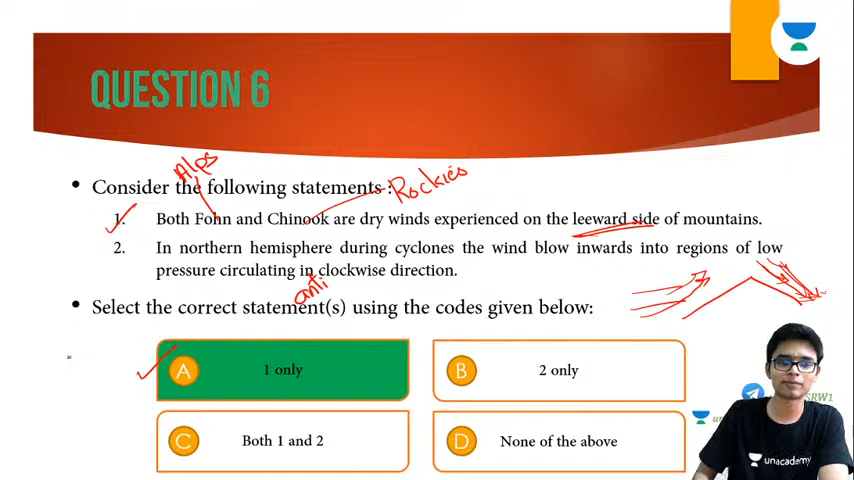 QUESTION 6
Alps
• Consider the following statements :
Rockies
1. Both Fohn and Chinook are dry winds experienced on the leeward side of mountains.
2. In northern hemisphere during cyclones the wind blow inwards into regions of low
pressure circulating in clockwise direction.
anti
• Select the correct statement(s) using the codes given below:
A 1 only
B 2 only
C Both 1 and 2
D None of the above
SRW1
un
unacademy